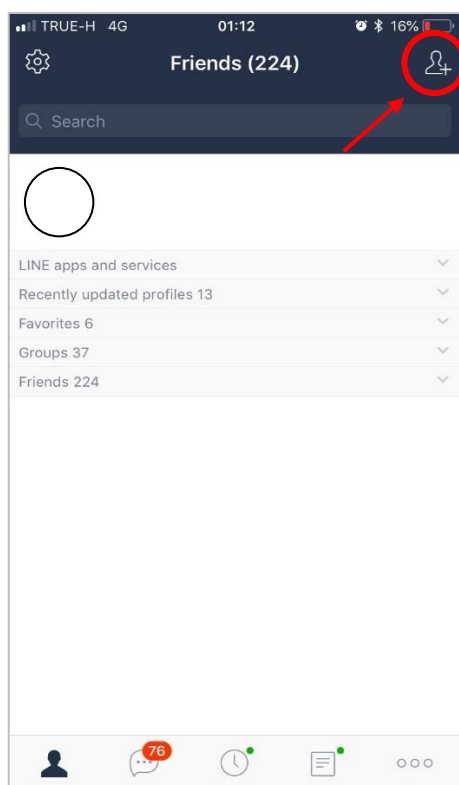 TRUE-H 4G 01:12 16%
Friends (224)
Search
LINE apps and services
Recently updated profiles 13
Favorites 6
Groups 37
Friends 224
76